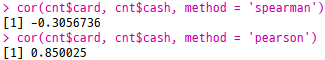 > cor(cnt$card, cnt$cash, method = 'spearman')
[1] -0.3056736
> cor(cnt$card, cnt$cash, method = 'pearson')
[1] 0.850025